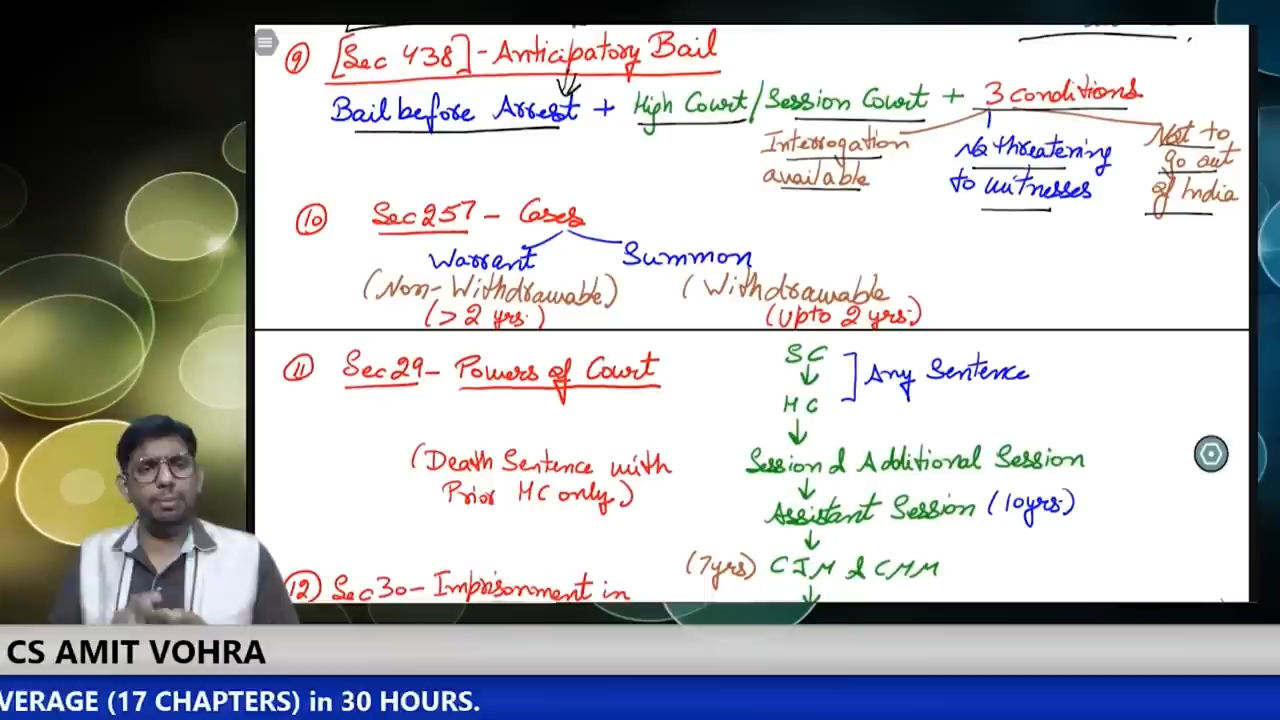 ⑨ [Sec 438] - Anticipatory Bail
Bail before Arrest + High Court/Session Court + 3 conditions
Interrogation available
No threatening to witnesses
Not to go out of India
⑩ Sec 257 - Cases
Warrant
(Non-Withdrawable)
(> 2 yrs.)
Summon
(Withdrawable
(upto 2 yrs.)
⑪ Sec 29 - Powers of Court
SC
HC
] Any Sentence
(Death Sentence with
Prior HC only)
Session & Additional Session
Assistant Session (10yrs)
(7yrs) CJM & CMM
⑫ Sec 30 - Imprisonment in
CS AMIT VOHRA
VERAGE (17 CHAPTERS) in 30 HOURS.